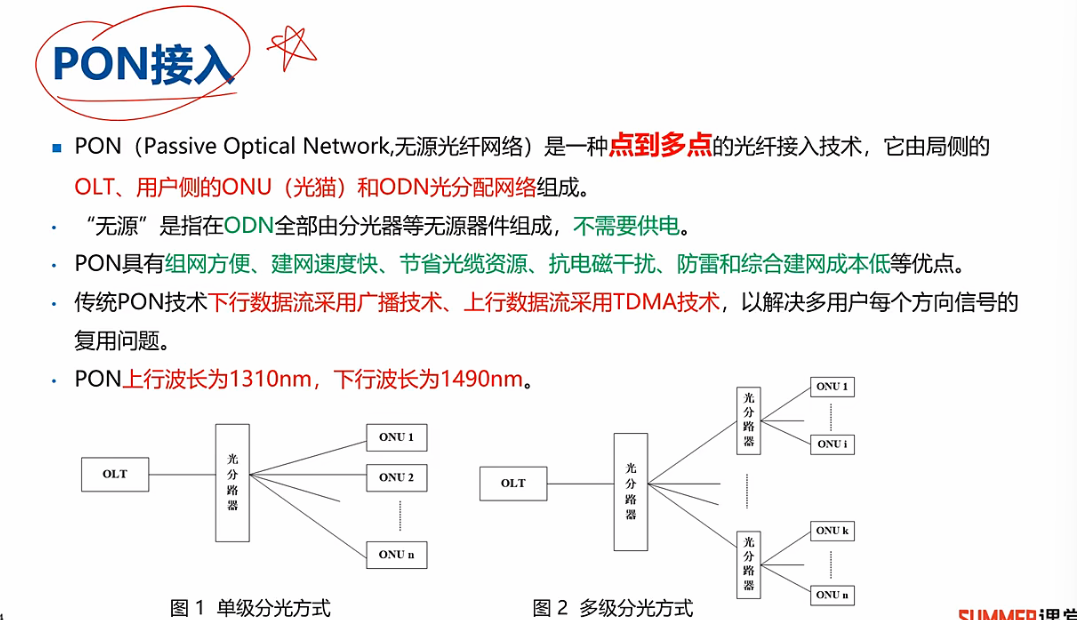 PON接入
PON（Passive Optical Network,无源光纤网络）是一种点到多点的光纤接入技术，它由局侧的
OLT、用户侧的ONU（光猫）和ODN光分配网络组成。
“无源”是指在ODN全部由分光器等无源器件组成，不需要供电。
PON具有组网方便、建网速度快、节省光缆资源、抗电磁干扰、防雷和综合建网成本低等优点。
传统PON技术下行数据流采用广播技术、上行数据流采用TDMA技术，以解决多用户每个方向信号的
复用问题。
PON上行波长为1310nm，下行波长为1490nm。
OLT
光分路器
ONU 1
ONU 2
ONU n
图 1 单级分光方式
OLT
光分路器
光分路器
ONU 1
ONU i
光分路器
ONU k
ONU n
图 2 多级分光方式
SUMMER课堂